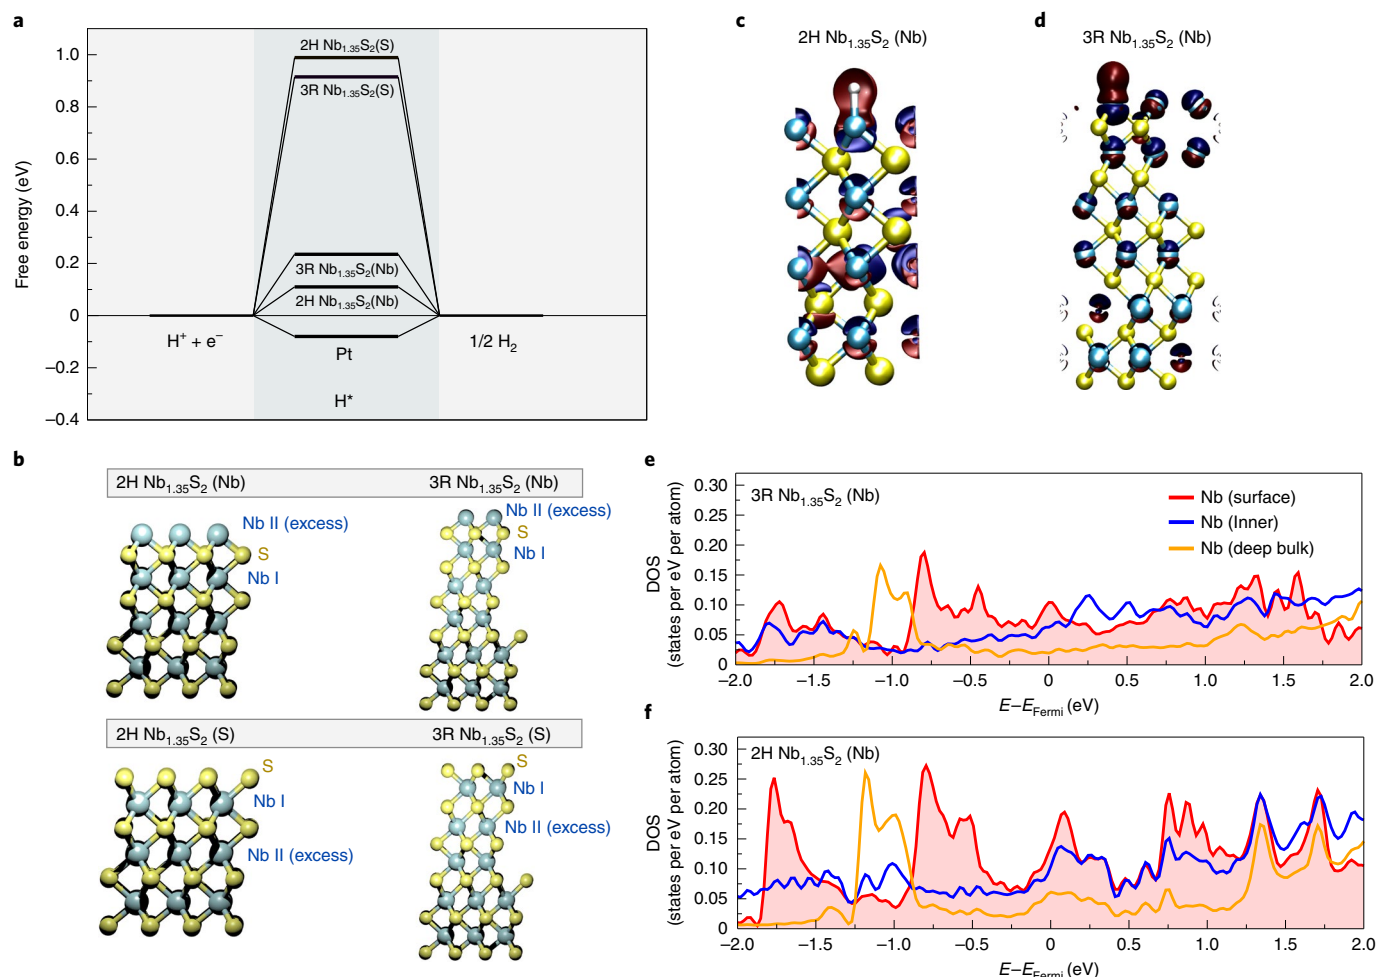 a
1.0
0.8
0.6
0.4
0.2
0
–0.2
–0.4
Free energy (eV)
2H Nb1.35S2(S)
3R Nb1.35S2(S)
3R Nb1.35S2(Nb)
2H Nb1.35S2(Nb)
H+ + e–
Pt
1/2 H2
H*
c
2H Nb1.35S2 (Nb)
d
3R Nb1.35S2 (Nb)
b
2H Nb1.35S2 (Nb)
3R Nb1.35S2 (Nb)
Nb II (excess)
S
Nb I
Nb II (excess)
S
Nb I
2H Nb1.35S2 (S)
3R Nb1.35S2 (S)
S
Nb I
Nb II (excess)
S
Nb I
Nb II (excess)
e
3R Nb1.35S2 (Nb)
Nb (surface)
Nb (Inner)
Nb (deep bulk)
DOS
(states per eV per atom)
0.30
0.25
0.20
0.15
0.10
0.05
0
–2.0 –1.5 –1.0 –0.5 0 0.5 1.0 1.5 2.0
E–EFermi (eV)
f
2H Nb1.35S2 (Nb)
DOS
(states per eV per atom)
0.30
0.25
0.20
0.15
0.10
0.05
0
–2.0 –1.5 –1.0 –0.5 0 0.5 1.0 1.5 2.0
E–EFermi (eV)